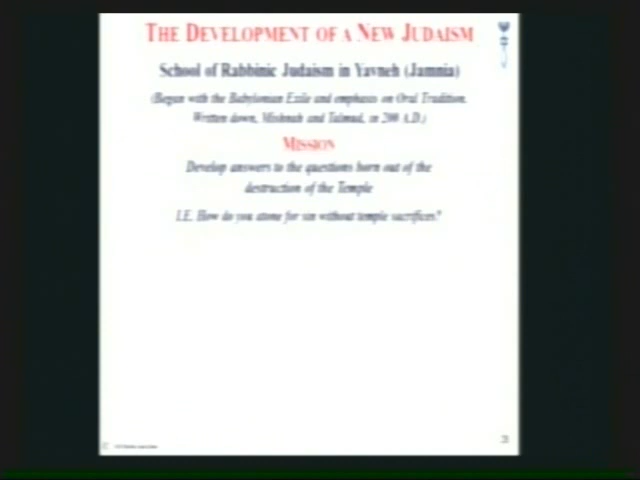 THE DEVELOPMENT OF A NEW JUDAISM
School of Rabbinic Judaism in Yavneh (Jamnia)
(Began with the Babylonian Exile and emphasis on Oral Tradition.
Written down, Mishnah and Talmud, in 200 A.D.)
MISSION
Develop answers to the questions born out of the
destruction of the Temple
I.E. How do you atone for sin without temple sacrifices?